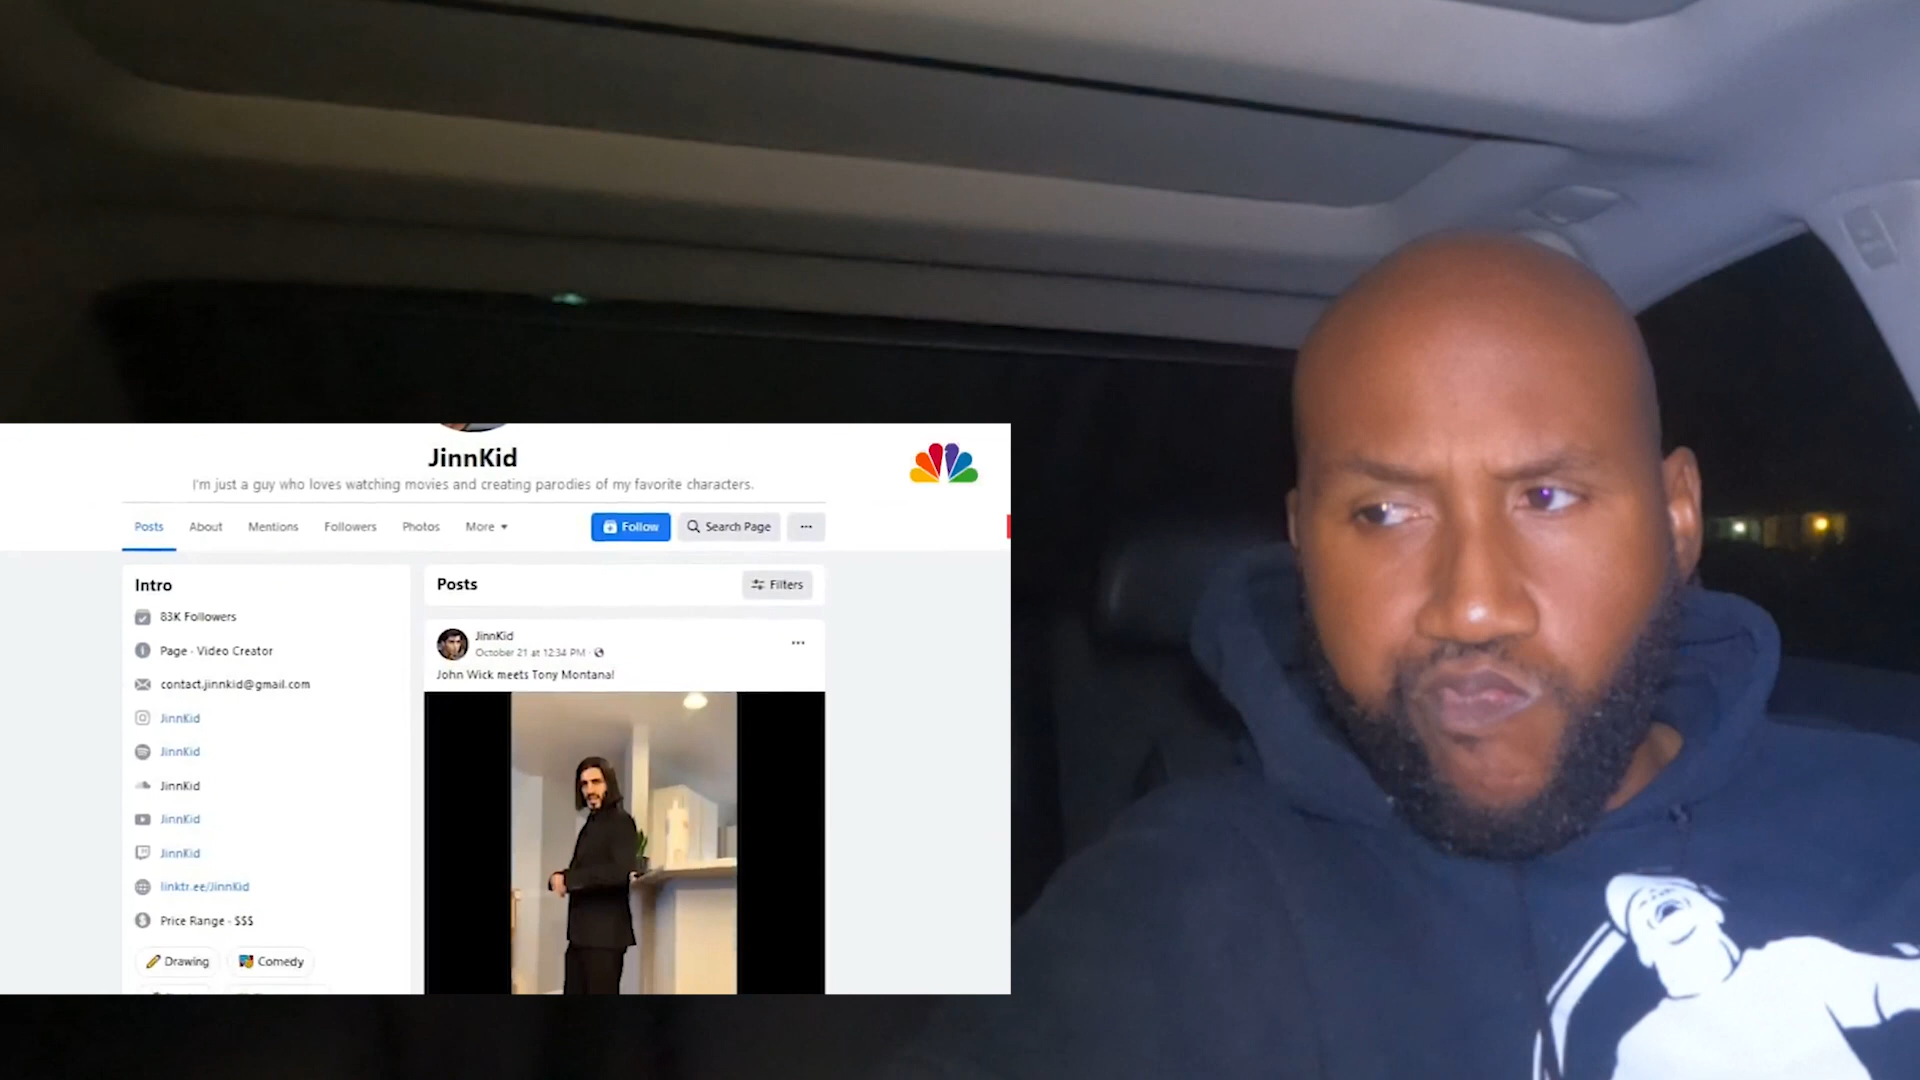 JinnKid
I'm just a guy who loves watching movies and creating parodies of my favorite characters.
Posts About Mentions Followers Photos More
Follow Search Page
Intro
83K Followers
Page · Video Creator
contact.jinnkid@gmail.com
JinnKid
JinnKid
JinnKid
JinnKid
JinnKid
linktr.ee/JinnKid
Price Range · $$$
Drawing Comedy
Posts Filters
JinnKid
October 21 at 12:34 PM ·
John Wick meets Tony Montana!